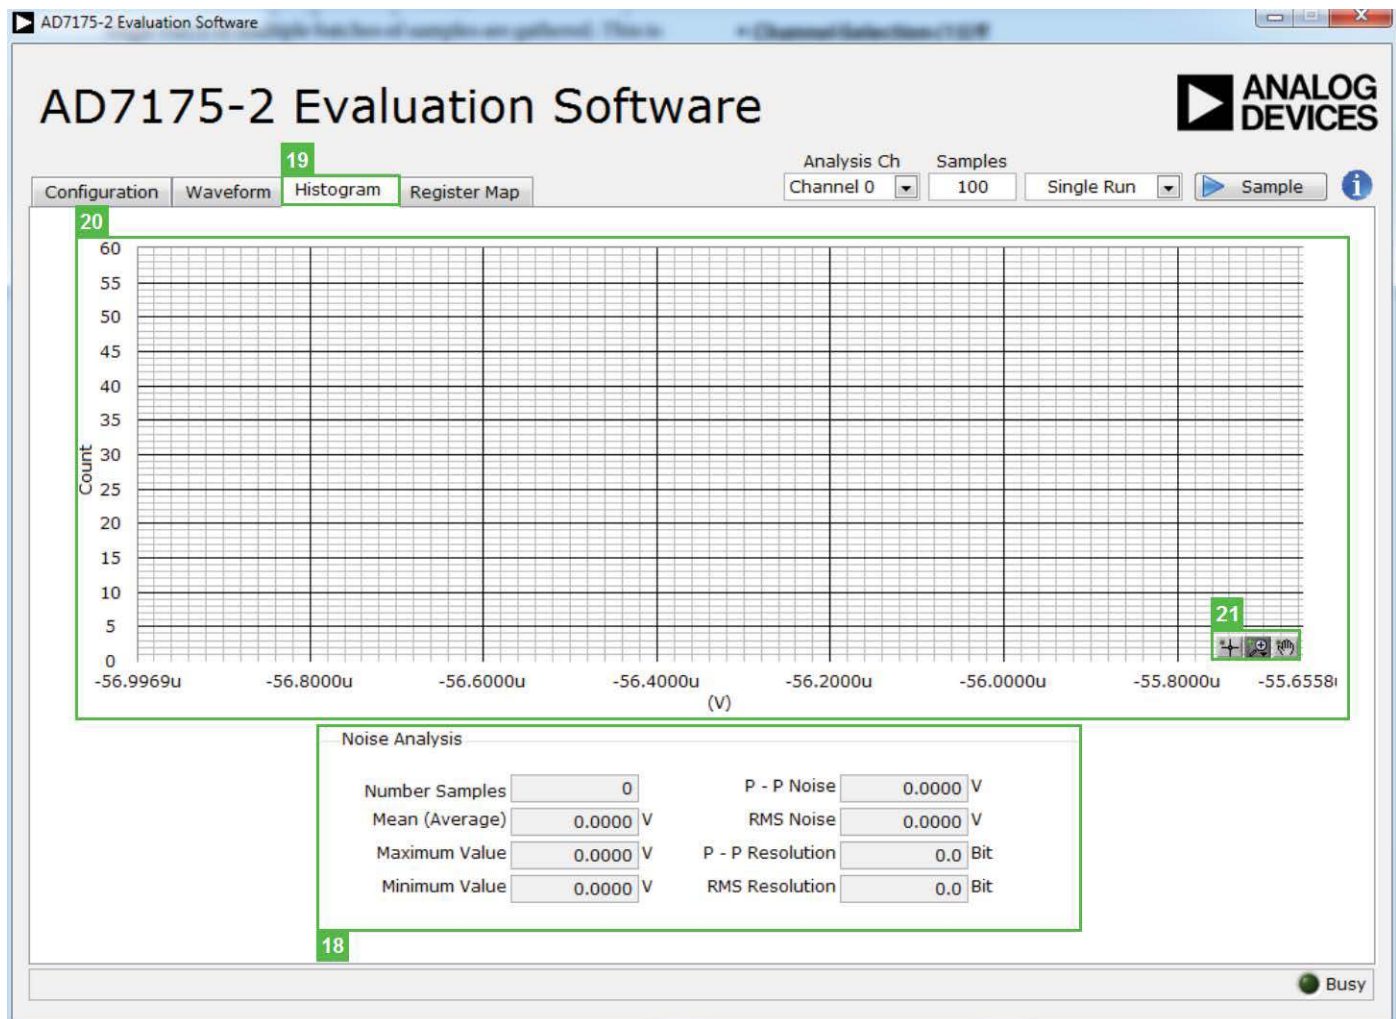 AD7175-2 Evaluation Software
AD7175-2 Evaluation Software
ANALOG
DEVICES
19
Analysis Ch Samples
Configuration Waveform Histogram Register Map Channel 0 100 Single Run Sample i
20
60
55
50
45
40
35
30
25
20
15
10
5
0
Count
21
-56.9969u -56.8000u -56.6000u -56.4000u -56.2000u -56.0000u -55.8000u -55.6558
(V)
Noise Analysis
Number Samples 0 P - P Noise 0.0000 V
Mean (Average) 0.0000 V RMS Noise 0.0000 V
Maximum Value 0.0000 V P - P Resolution 0.0 Bit
Minimum Value 0.0000 V RMS Resolution 0.0 Bit
18
Busy